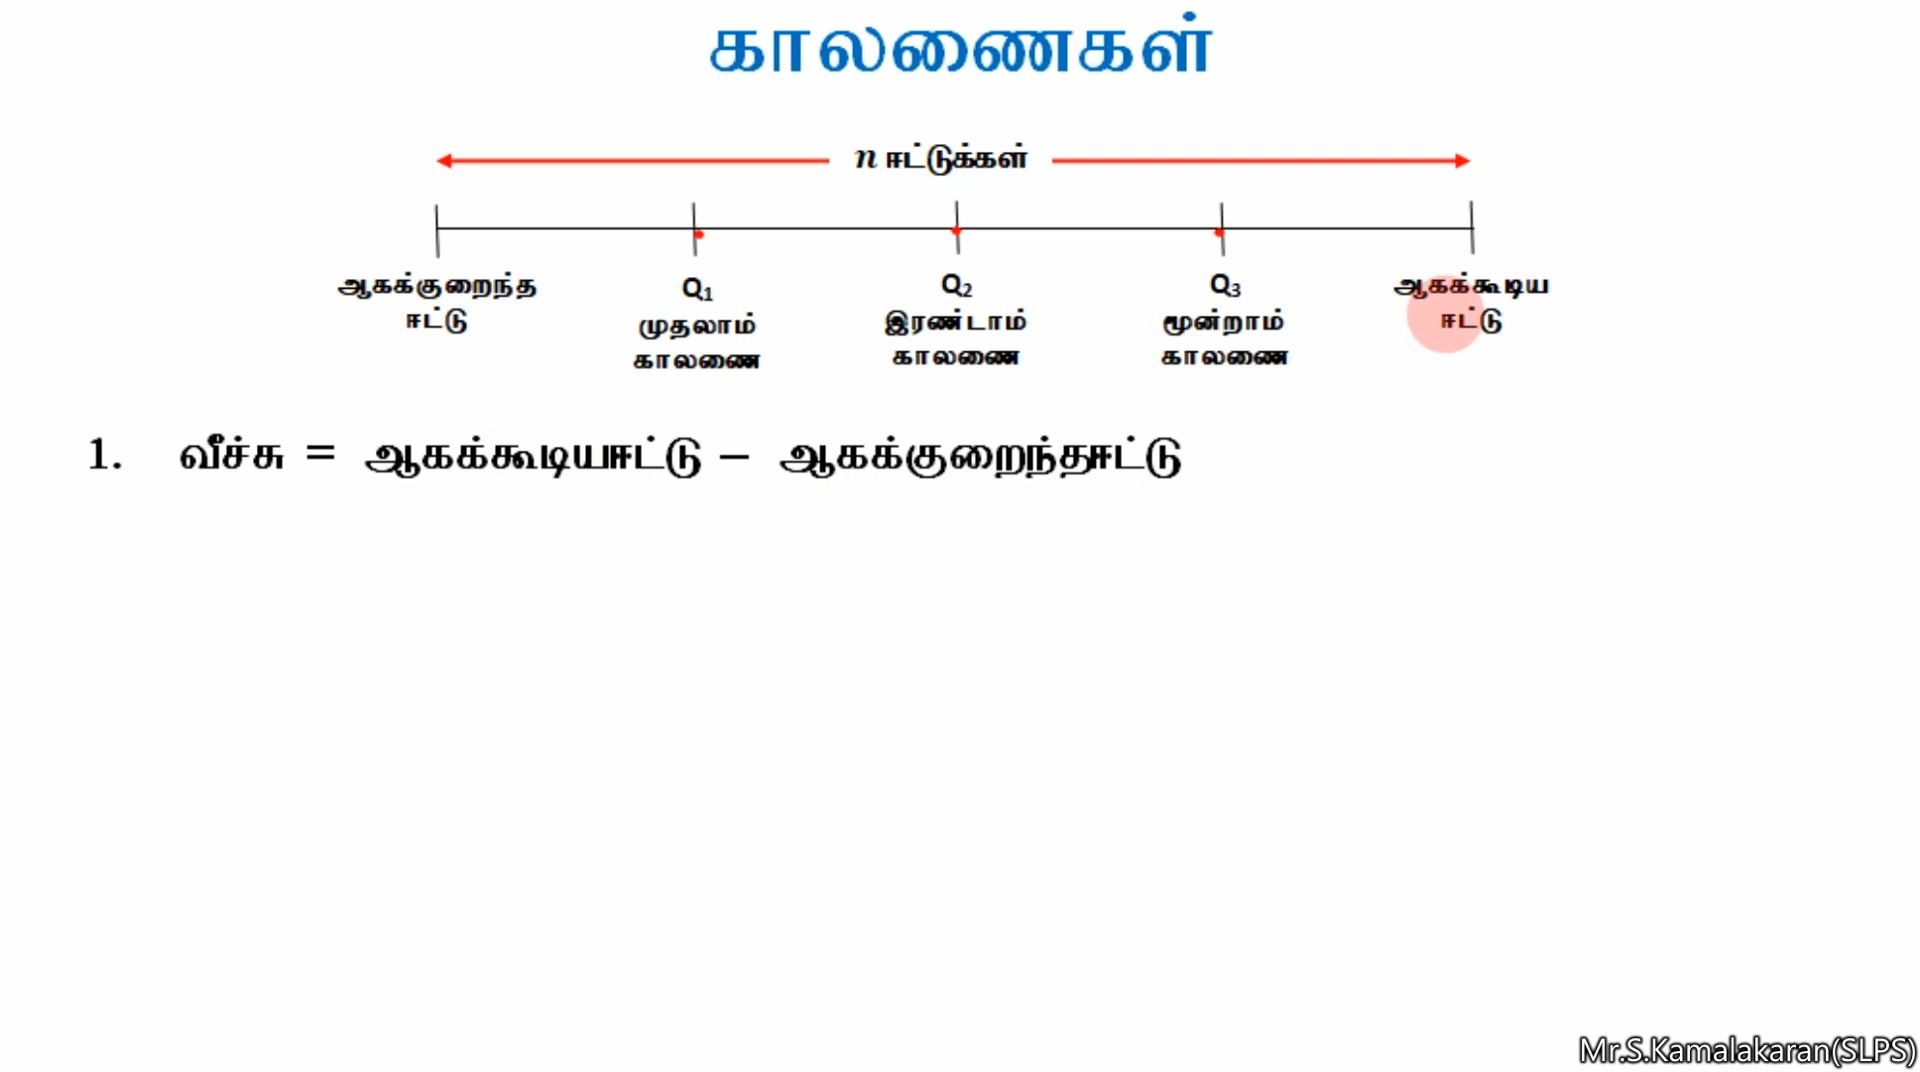 காலணைகள்
n ஈட்டுக்கள்
ஆகக்குறைந்த
ஈட்டு
Q₁
முதலாம்
காலணை
Q₂
இரண்டாம்
காலணை
Q₃
மூன்றாம்
காலணை
ஆகக்கூடிய
ஈட்டு
1. வீச்சு = ஆகக்கூடியஈட்டு – ஆகக்குறைந்தஈட்டு
Mr.S.Kamalakaran(SLPS)